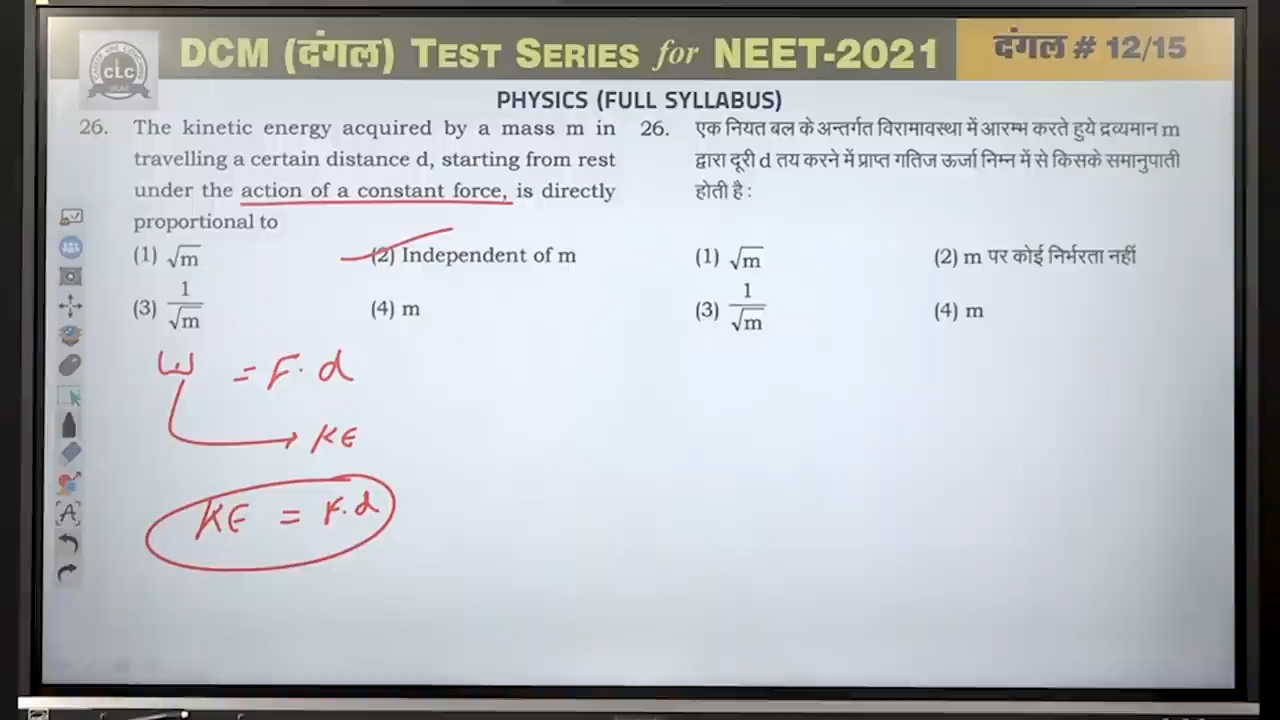 DCM (दंगल) TEST SERIES for NEET-2021
दंगल # 12/15
CLC
PHYSICS (FULL SYLLABUS)
26. The kinetic energy acquired by a mass m in
travelling a certain distance d, starting from rest
under the action of a constant force, is directly
proportional to
(1) √m (2) Independent of m
(3) 1/√m (4) m
26. एक नियत बल के अन्तर्गत विरामावस्था में आरम्भ करते हुये द्रव्यमान m
द्वारा दूरी d तय करने में प्राप्त गतिज ऊर्जा निम्न में से किसके समानुपाती
होती है :
(1) √m (2) m पर कोई निर्भरता नहीं
(3) 1/√m (4) m
W = F. d
KE
KE = F.d